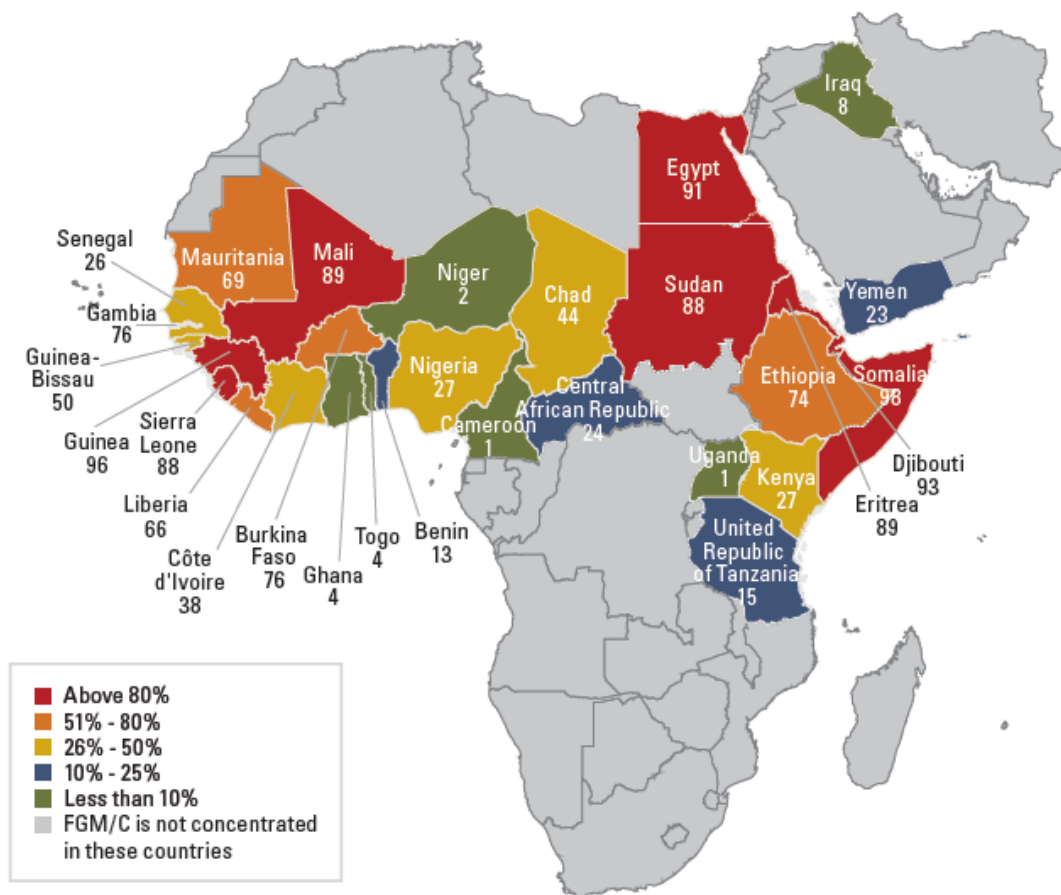 Iraq
8
Egypt
91
Senegal
26
Mauritania
69
Mali
89
Niger
2
Chad
44
Sudan
88
Yemen
23
Gambia
76
Guinea-
Bissau
50
Nigeria
27
Ethiopia
74
Somalia
98
Guinea
96
Sierra
Leone
88
Cameroon
1
Central
African Republic
24
Uganda
1
Kenya
27
Djibouti
93
Eritrea
89
Liberia
66
Côte
d'Ivoire
38
Burkina
Faso
76
Ghana
4
Togo
4
Benin
13
United
Republic
of Tanzania
15
Above 80%
51% - 80%
26% - 50%
10% - 25%
Less than 10%
FGM/C is not concentrated
in these countries